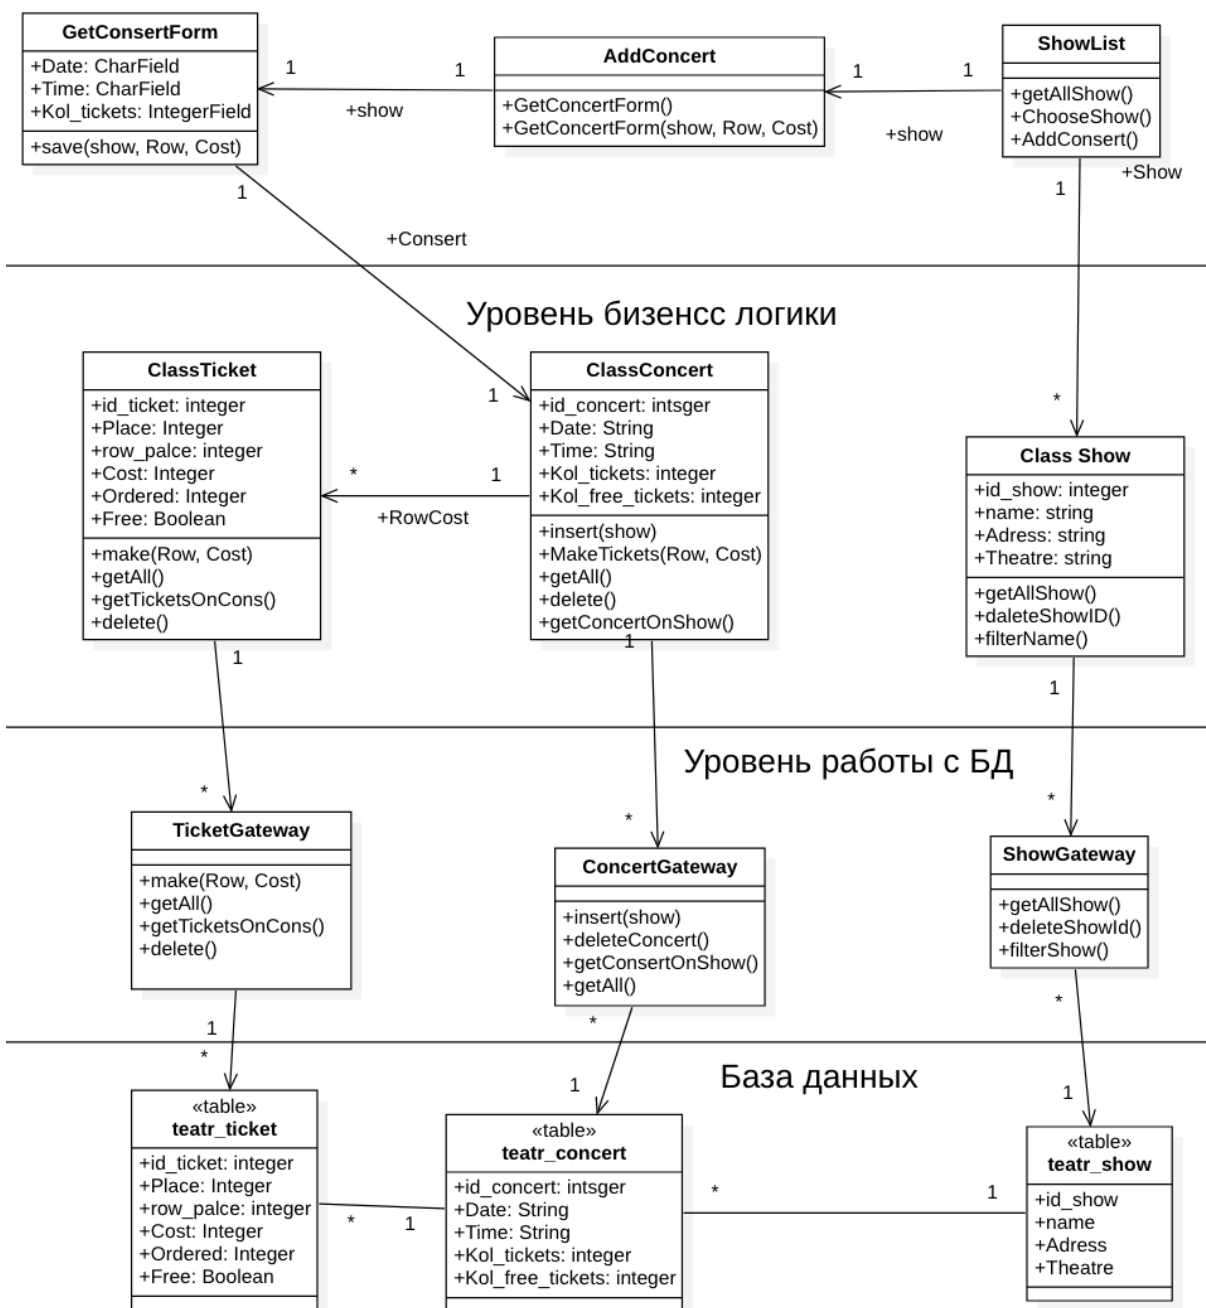 GetConsertForm
+Date: CharField
+Time: CharField
+Kol_tickets: IntegerField
+save(show, Row, Cost)
1
1
+show
AddConcert
+GetConcertForm()
+GetConcertForm(show, Row, Cost)
1
1
+show
ShowList
+getAllShow()
+ChooseShow()
+AddConsert()
1
+Show
1
+Consert
Уровень бизенсс логики
ClassTicket
+id_ticket: integer
+Place: Integer
+row_palce: integer
+Cost: Integer
+Ordered: Integer
+Free: Boolean
+make(Row, Cost)
+getAll()
+getTicketsOnCons()
+delete()
*
1
+RowCost
1
ClassConcert
+id_concert: intsger
+Date: String
+Time: String
+Kol_tickets: integer
+Kol_free_tickets: integer
+insert(show)
+MakeTickets(Row, Cost)
+getAll()
+delete()
+getConcertOnShow()
*
Class Show
+id_show: integer
+name: string
+Adress: string
+Theatre: string
+getAllShow()
+daleteShowID()
+filterName()
1
1
1
Уровень работы с БД
*
TicketGateway
+make(Row, Cost)
+getAll()
+getTicketsOnCons()
+delete()
*
ConcertGateway
+insert(show)
+deleteConcert()
+getConsertOnShow()
+getAll()
*
ShowGateway
+getAllShow()
+deleteShowId()
+filterShow()
1
*
*
База данных
*
1
1
«table»
teatr_ticket
+id_ticket: integer
+Place: Integer
+row_palce: integer
+Cost: Integer
+Ordered: Integer
+Free: Boolean
*
1
«table»
teatr_concert
+id_concert: intsger
+Date: String
+Time: String
+Kol_tickets: integer
+Kol_free_tickets: integer
*
1
«table»
teatr_show
+id_show
+name
+Adress
+Theatre